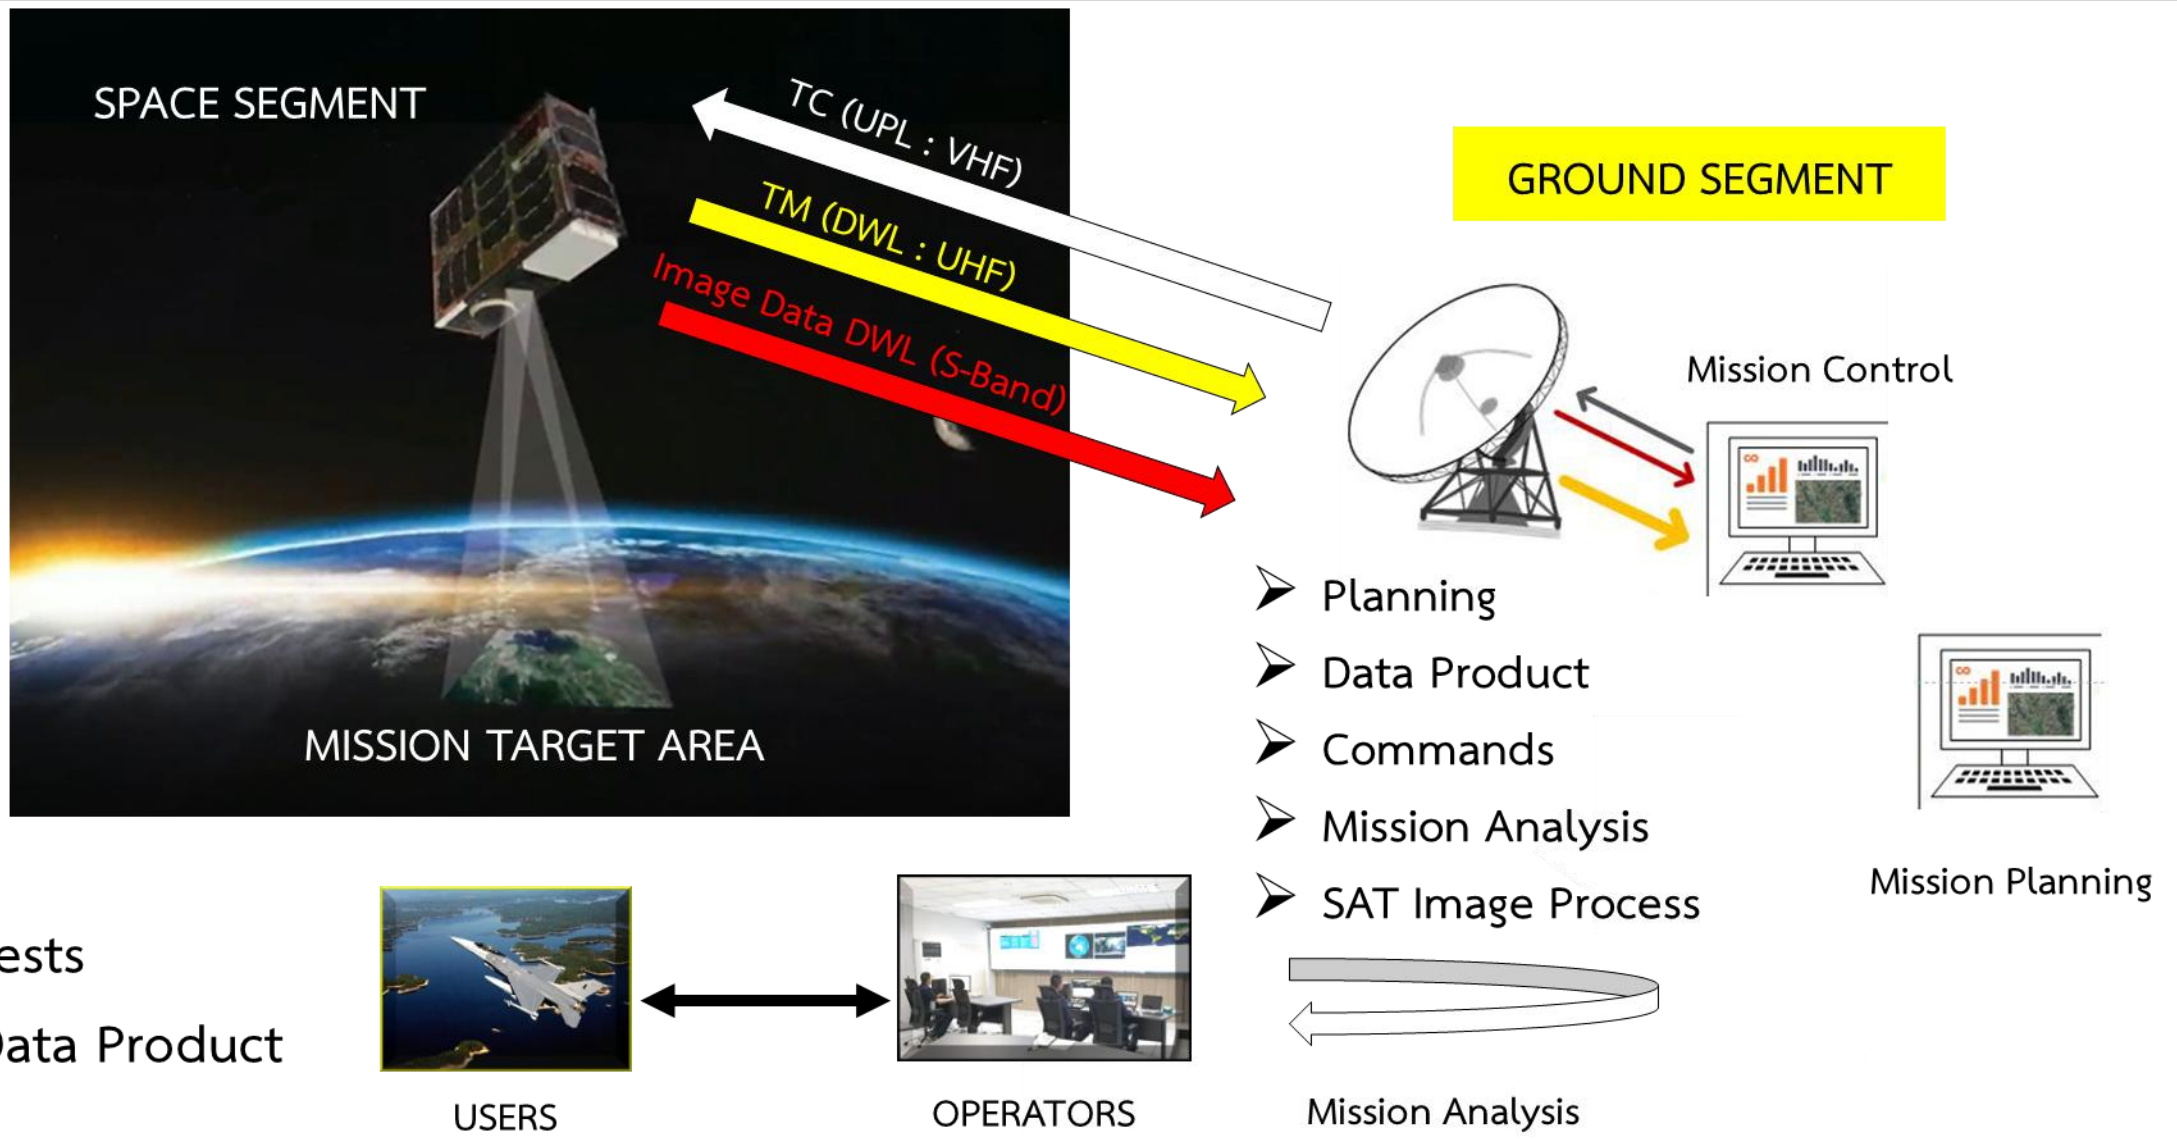 SPACE SEGMENT
TC (UPL : VHF)
TM (DWL : UHF)
Image Data DWL (S-Band)
MISSION TARGET AREA
GROUND SEGMENT
Mission Control
Planning
Data Product
Commands
Mission Analysis
SAT Image Process
Mission Planning
ests
Data Product
USERS
OPERATORS
Mission Analysis